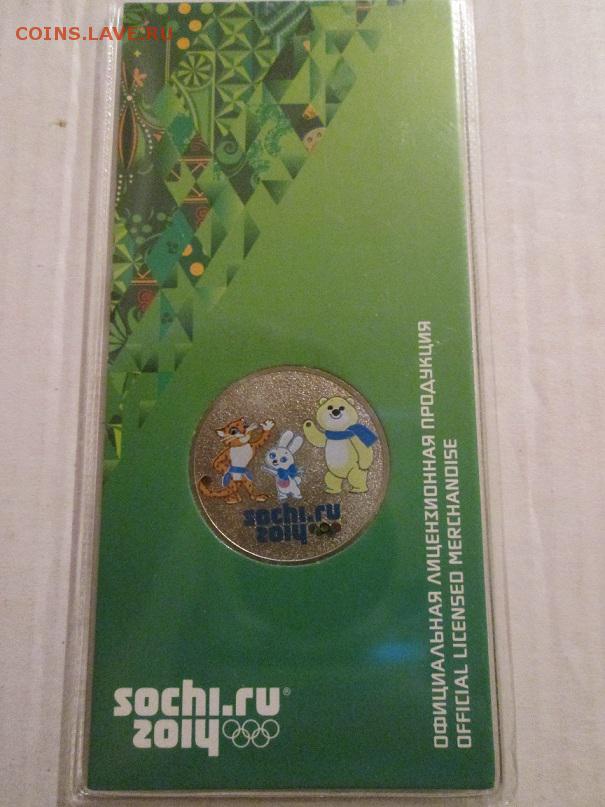 COINS.LAVE.RU
sochi.ru
2014
sochi.ru®
2014
ОФИЦИАЛЬНАЯ ЛИЦЕНЗИОННАЯ ПРОДУКЦИЯ
OFFICIAL LICENSED MERCHANDISE